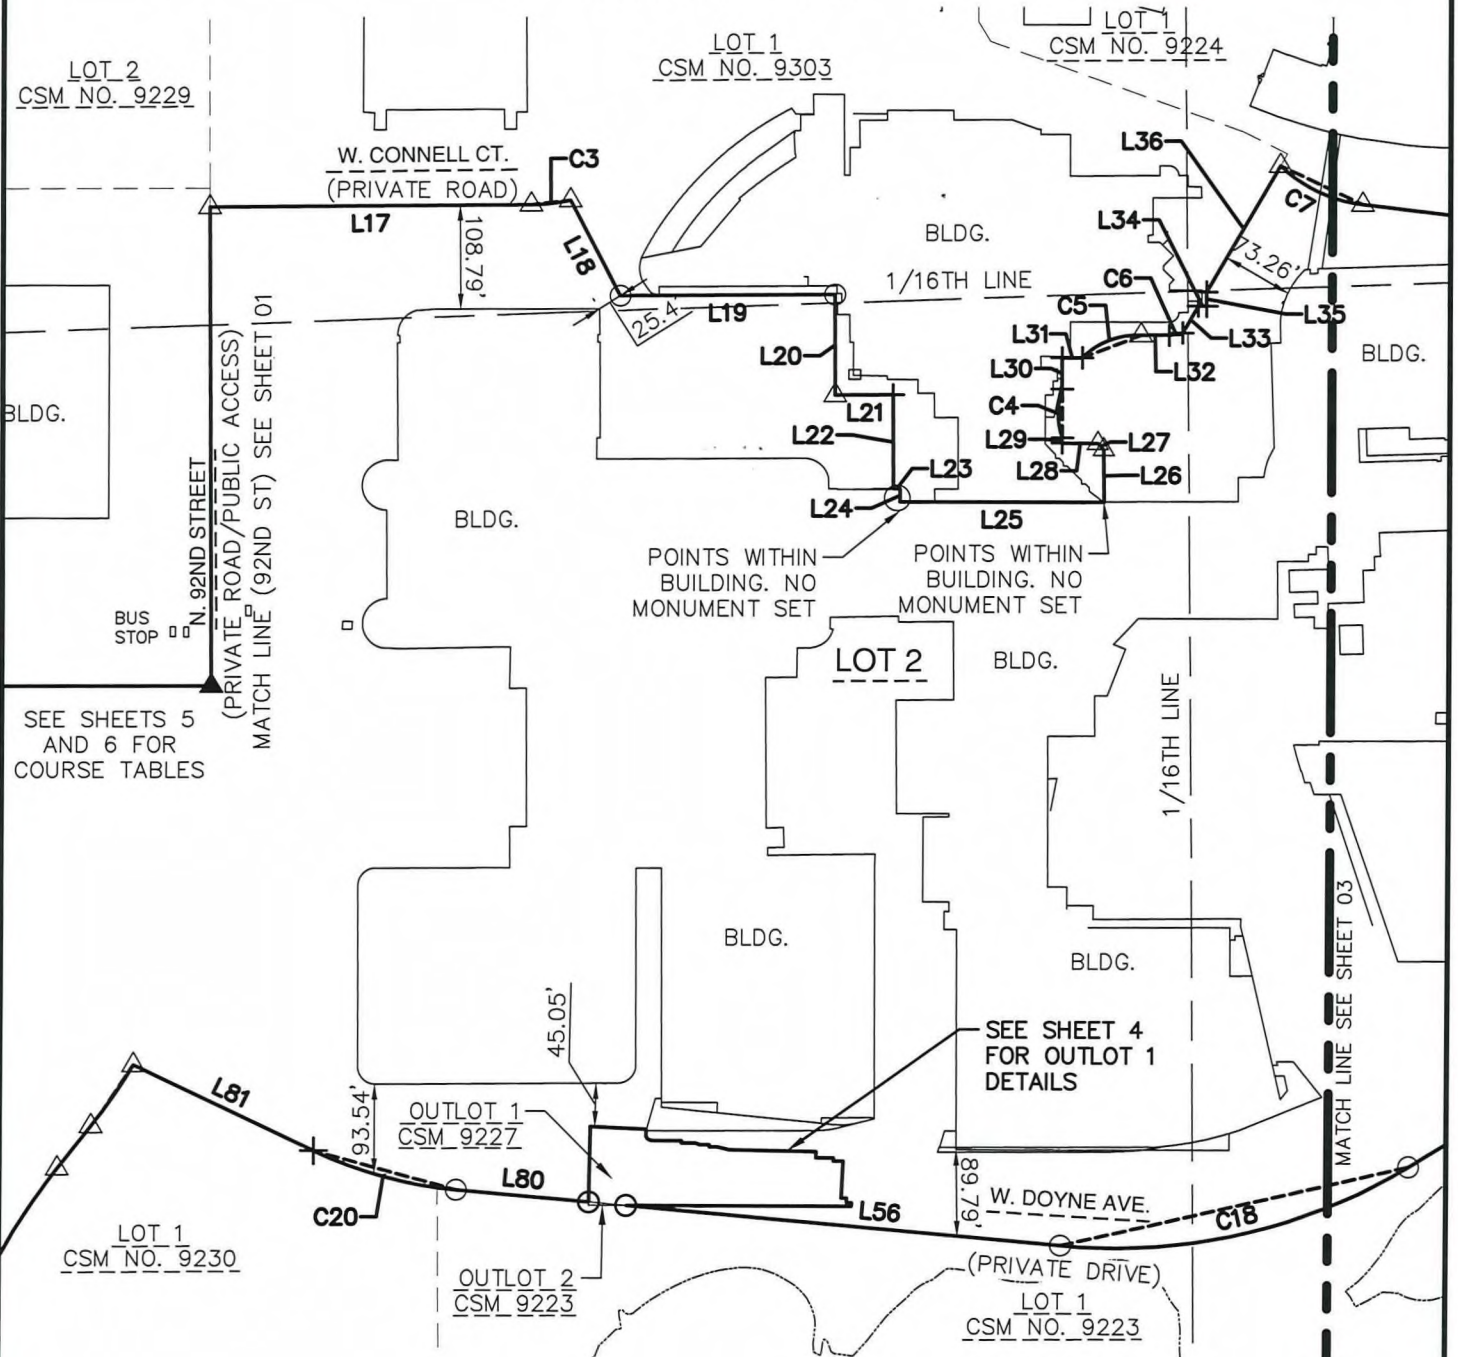 LOT 1
CSM NO. 9224
LOT 1
CSM NO. 9303
LOT 2
CSM NO. 9229
L36
W. CONNELL CT.
(PRIVATE ROAD)
C3
C7
L17
108.79'
L18
L34
BLDG.
73.26'
1/16TH LINE
C6
C5
L19
25.4'
L35
L31
L33
L20
L30
L32
BLDG.
BLDG.
L21
C4
L22
L29
L27
L28
L26
L23
L24
L25
BLDG.
N. 92ND STREET
(PRIVATE ROAD/PUBLIC ACCESS)
MATCH LINE (92ND ST) SEE SHEET 01
POINTS WITHIN
BUILDING. NO
MONUMENT SET
POINTS WITHIN
BUILDING. NO
MONUMENT SET
BUS
STOP
LOT 2
BLDG.
1/16TH LINE
SEE SHEETS 5
AND 6 FOR
COURSE TABLES
BLDG.
BLDG.
MATCH LINE SEE SHEET 03
45.05'
SEE SHEET 4
FOR OUTLOT 1
DETAILS
L81
93.54'
OUTLOT 1
CSM 9227
L80
89.79'
W. DOYNE AVE.
C20
L56
C18
LOT 1
CSM NO. 9230
(PRIVATE DRIVE)
OUTLOT 2
CSM 9223
LOT 1
CSM NO. 9223